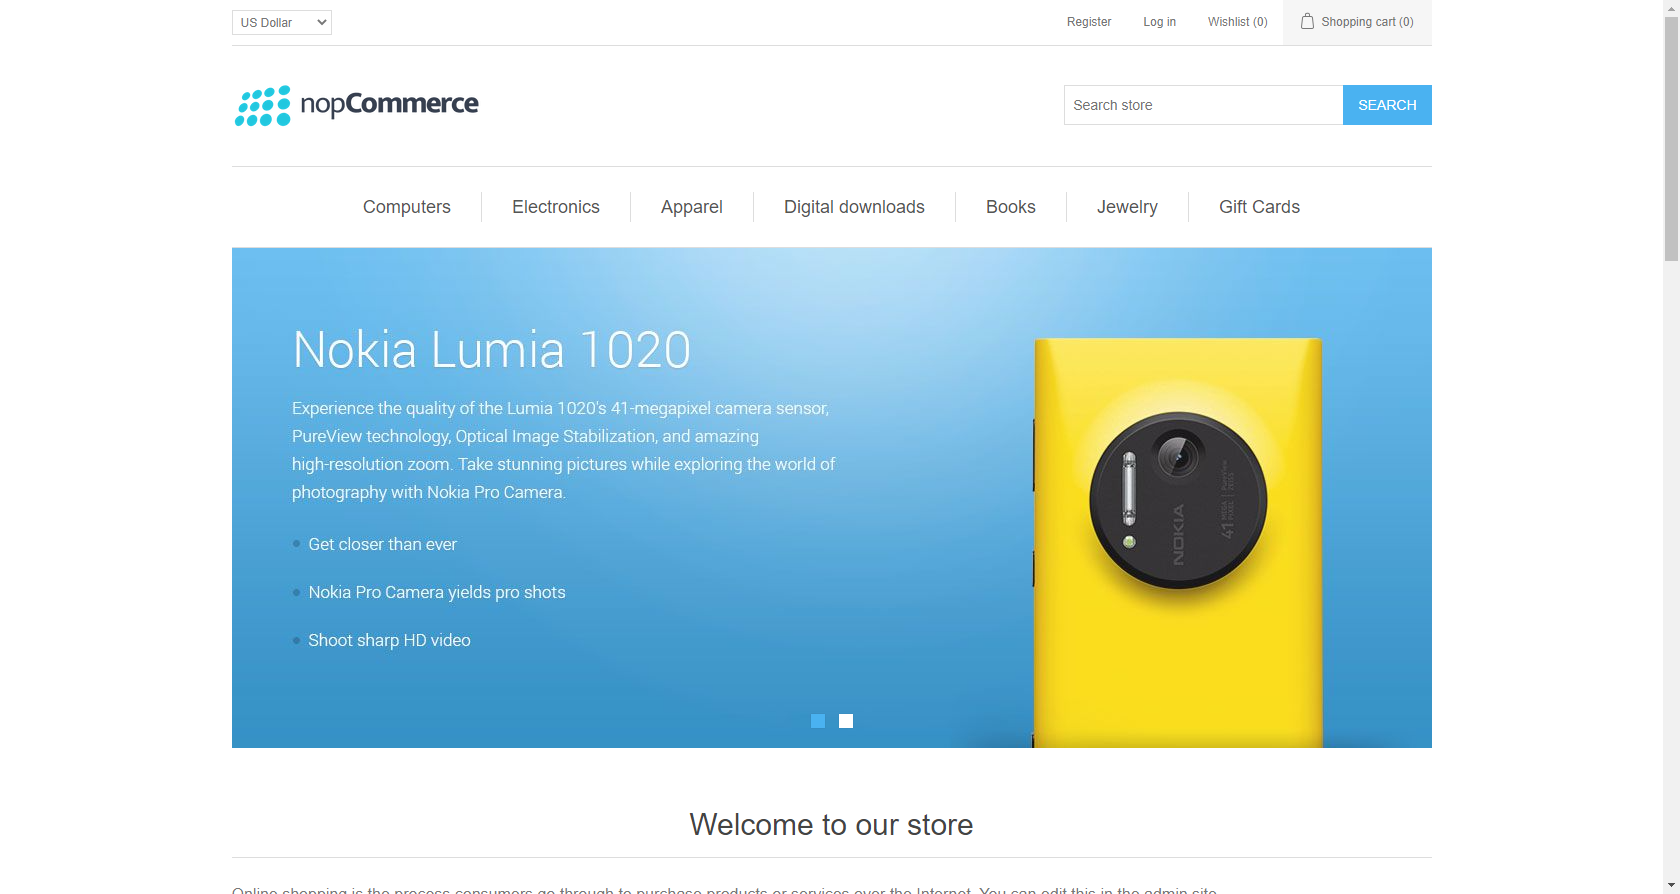 US Dollar
Register
Log in
Wishlist (0)
Shopping cart (0)
nopCommerce
Search store
SEARCH
Computers
Electronics
Apparel
Digital downloads
Books
Jewelry
Gift Cards
Nokia Lumia 1020
Experience the quality of the Lumia 1020's 41-megapixel camera sensor,
PureView technology, Optical Image Stabilization, and amazing
high-resolution zoom. Take stunning pictures while exploring the world of
photography with Nokia Pro Camera.
Get closer than ever
Nokia Pro Camera yields pro shots
Shoot sharp HD video
NOKIA
41 MEGA PIXEL
PureView ZEISS
Welcome to our store
Online shopping is the process consumers go through to purchase products or services over the Internet. You can edit this in the admin site.